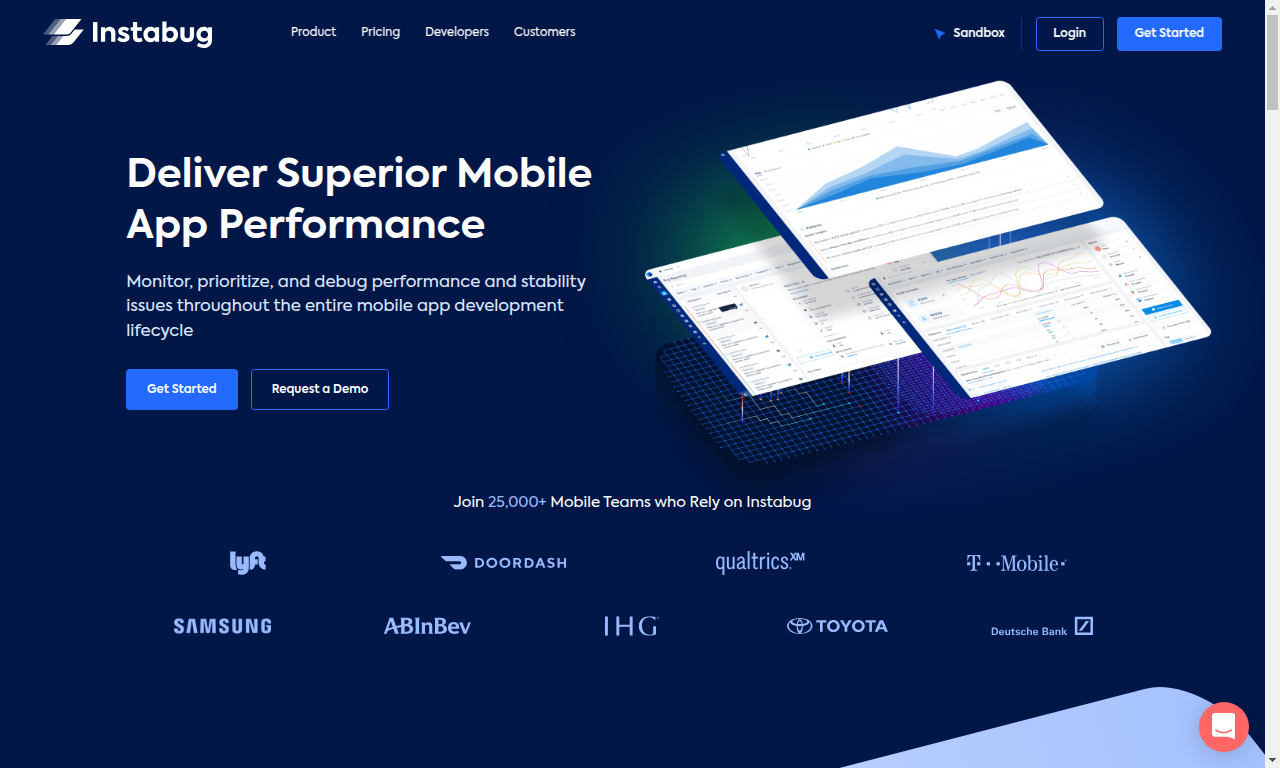 Instabug
Product
Pricing
Developers
Customers
Sandbox
Login
Get Started
Deliver Superior Mobile
App Performance
Monitor, prioritize, and debug performance and stability
issues throughout the entire mobile app development
lifecycle
Get Started
Request a Demo
Join 25,000+ Mobile Teams who Rely on Instabug
lyft
DOORDASH
qualtrics.XM
T··Mobile·
SAMSUNG
ABInBev
IHG
TOYOTA
Deutsche Bank